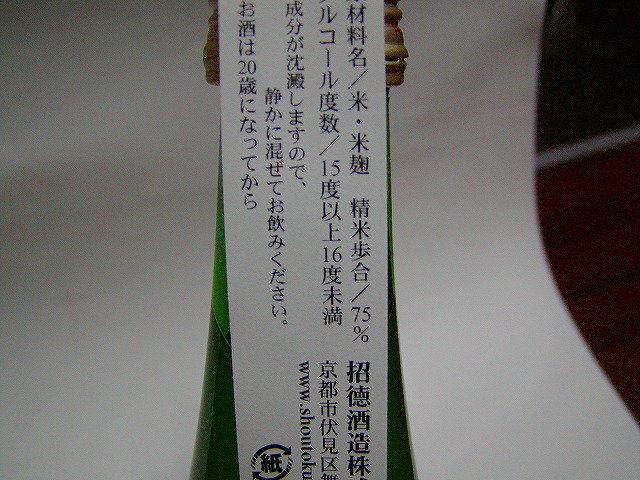 材料名／米・米麹　精米歩合／75％
ルコール度数／15度以上16度未満
成分が沈澱しますので、
静かに混ぜてお飲みください。
お酒は20歳になってから
招德酒造株
京都市伏見区
www.shoutoku
紙